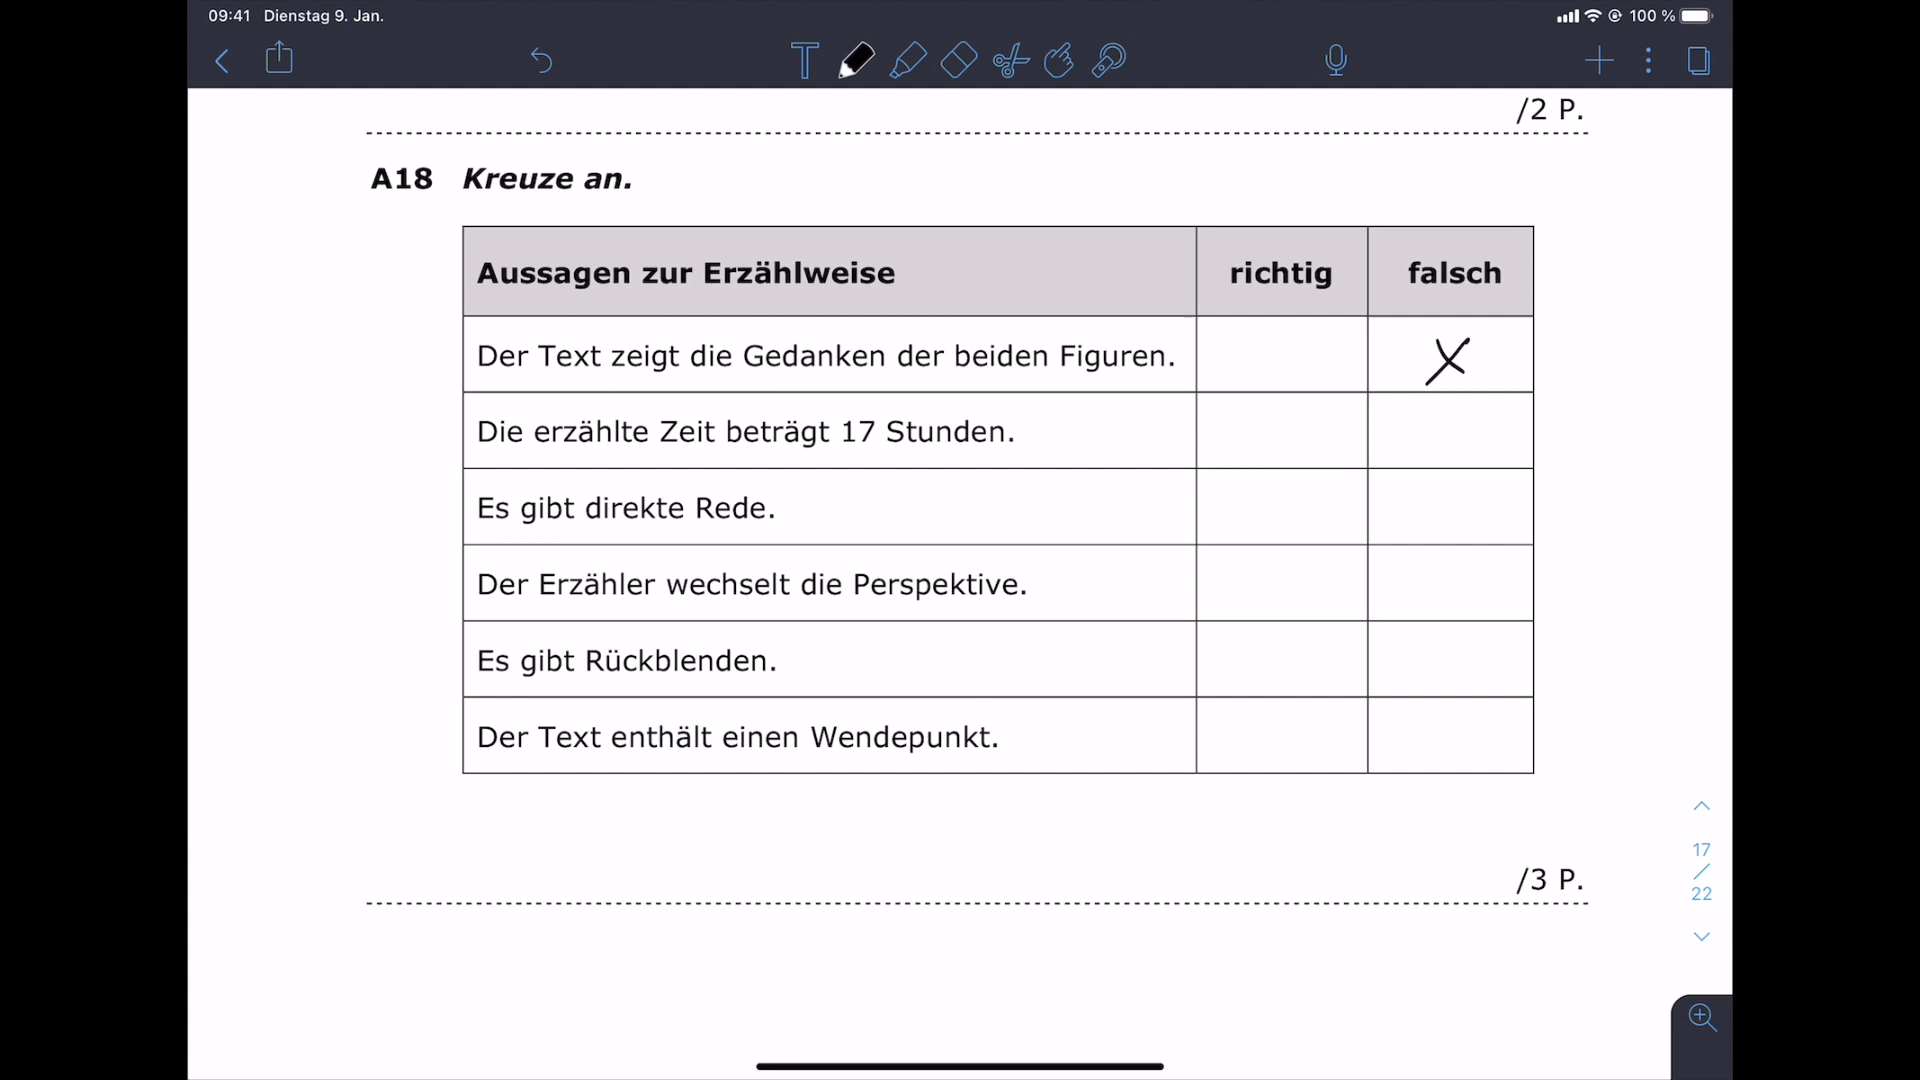 09:41 Dienstag 9. Jan.
100 %
/2 P.
A18 Kreuze an.
Aussagen zur Erzählweise richtig falsch
Der Text zeigt die Gedanken der beiden Figuren. X
Die erzählte Zeit beträgt 17 Stunden.
Es gibt direkte Rede.
Der Erzähler wechselt die Perspektive.
Es gibt Rückblenden.
Der Text enthält einen Wendepunkt.
17
/
22
/3 P.